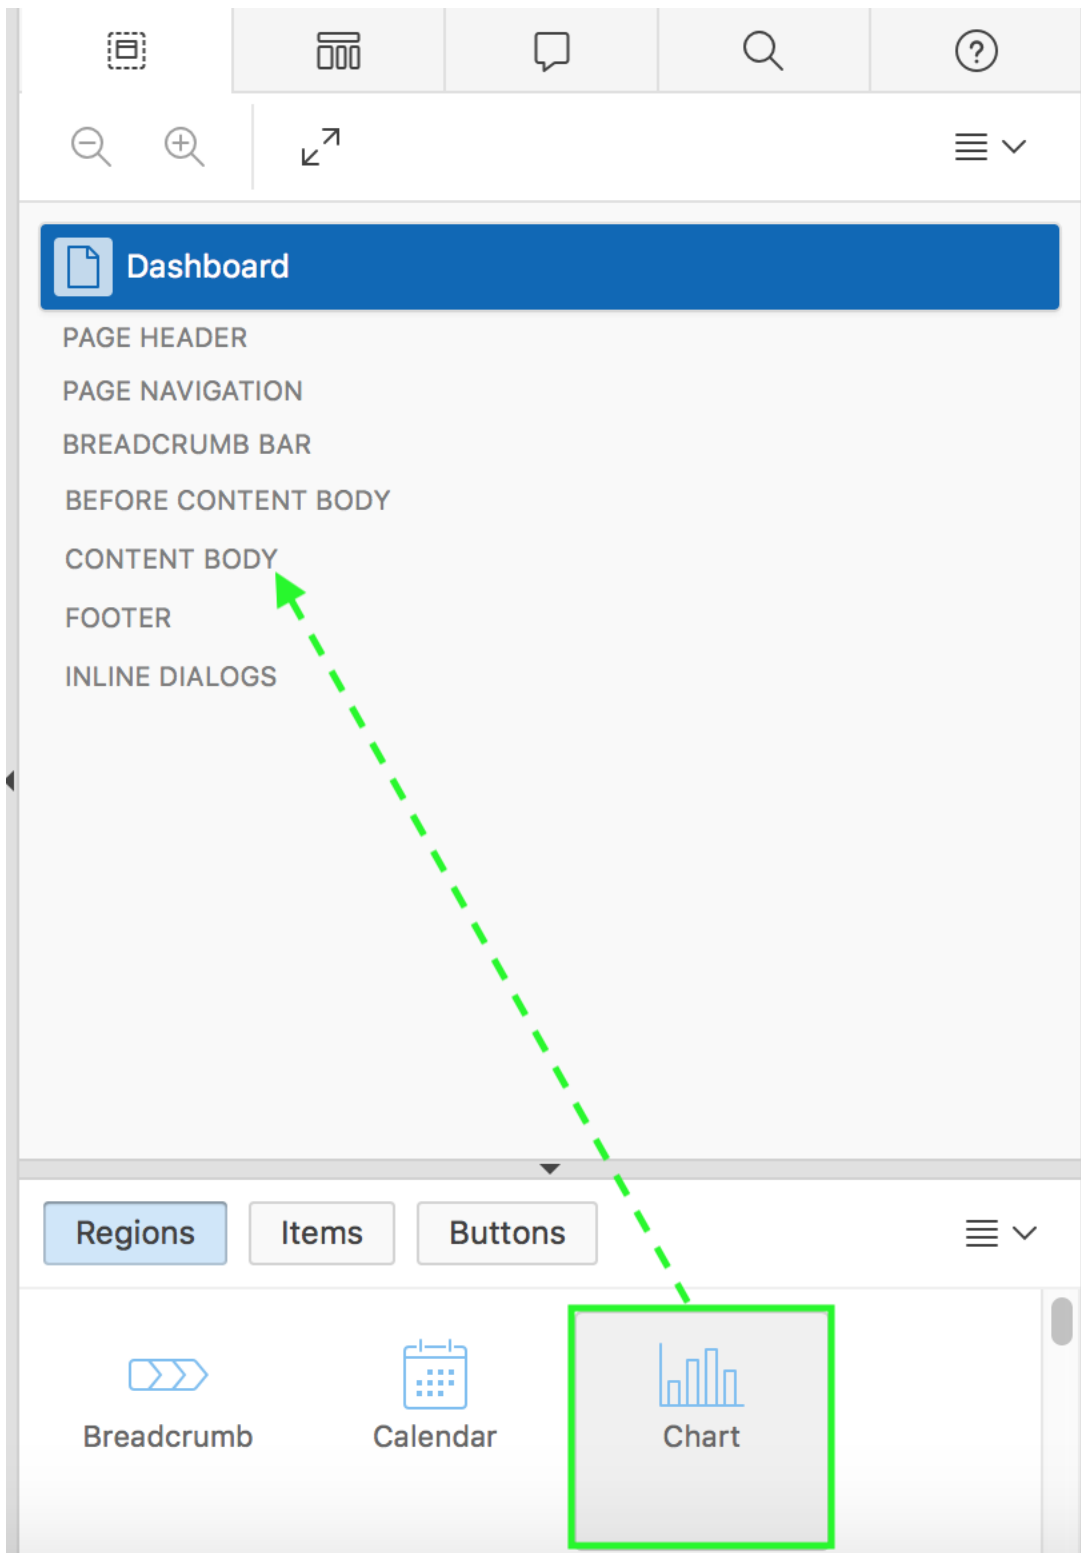 Dashboard
PAGE HEADER
PAGE NAVIGATION
BREADCRUMB BAR
BEFORE CONTENT BODY
CONTENT BODY
FOOTER
INLINE DIALOGS
Regions Items Buttons
Breadcrumb Calendar Chart